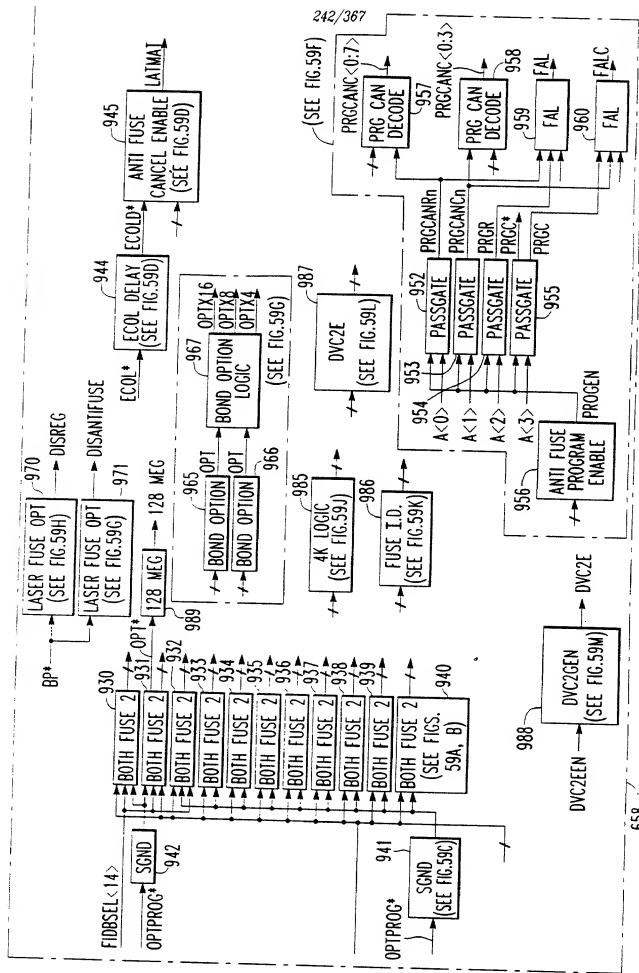 242/367
BP*
LASER FUSE OPT
(SEE FIG.59H)
970
DISREG
LASER FUSE OPT
(SEE FIG.59G)
971
DISANTIFUSE
ECOL*
944
ECOL DELAY
(SEE FIG.59D)
ECOLD*
945
ANTI FUSE
CANCEL ENABLE
(SEE FIG.59D)
LATMAT
FIDBSEL<14>
OPTPROG*
SGND
942
OPTPROG*
SGND
(SEE FIG.59C)
941
930
BOTH FUSE 2
931
BOTH FUSE 2
932
BOTH FUSE 2
933
BOTH FUSE 2
934
BOTH FUSE 2
935
BOTH FUSE 2
936
BOTH FUSE 2
937
BOTH FUSE 2
938
BOTH FUSE 2
939
BOTH FUSE 2
940
BOTH FUSE 2
(SEE FIGS.
59A, B)
OPT*
128 MEG
989
128 MEG
965
BOND OPTION
OPT
BOND OPTION
966
OPT
967
BOND OPTION
LOGIC
OPTX16
OPTX8
OPTX4
(SEE FIG.59G)
985
4K LOGIC
(SEE FIG.59J)
986
FUSE I.D.
(SEE FIG.59K)
987
DVC2E
(SEE FIG.59L)
DVC2EEN
988
DVC2GEN
(SEE FIG.59M)
DVC2E
658
956
ANTI FUSE
PROGRAM
ENABLE
PROGEN
A<0>
A<1>
A<2>
A<3>
952
PASSGATE
953
PASSGATE
954
PASSGATE
955
PASSGATE
PRGCANRn
PRGCANCn
PRGR
PRGC*
PRGC
(SEE FIG.59F)
PRG CAN
DECODE
957
PRGCANC<0:7>
PRG CAN
DECODE
958
PRGCANC<0:3>
959
FAL
FAL
960
FAL
FALC